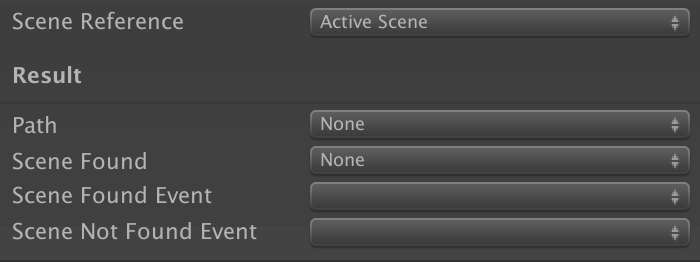 Scene Reference Active Scene
Result
Path None
Scene Found None
Scene Found Event
Scene Not Found Event